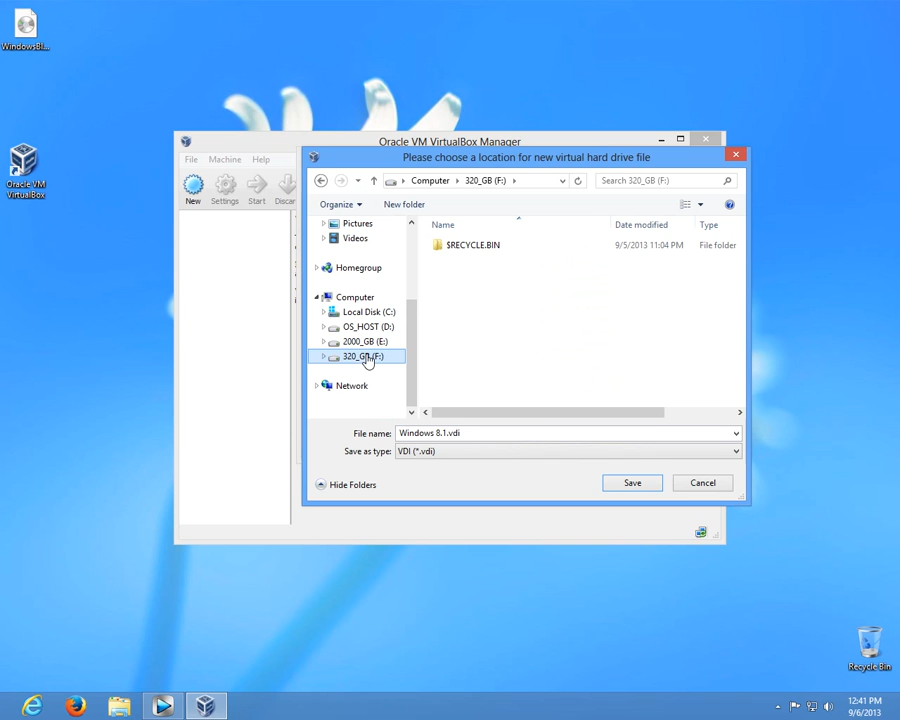 WindowsBl...
Oracle VM
VirtualBox
Oracle VM VirtualBox Manager
File Machine Help
New Settings Start Discar
Please choose a location for new virtual hard drive file
Computer 320_GB (F:)
Search 320_GB (F:)
Organize New folder
Name Date modified Type
$RECYCLE.BIN 9/5/2013 11:04 PM File folder
Pictures
Videos
Homegroup
Computer
Local Disk (C:)
OS_HOST (D:)
2000_GB (E:)
320_GB (F:)
Network
File name: Windows 8.1.vdi
Save as type: VDI (*.vdi)
Hide Folders
Save Cancel
Recycle Bin
12:41 PM
9/6/2013